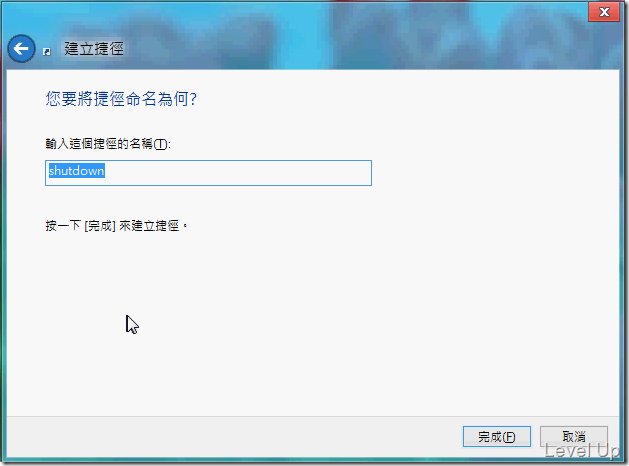 建立捷徑
您要將捷徑命名為何?
輸入這個捷徑的名稱(T):
shutdown
按一下 [完成] 來建立捷徑。
完成(F) 取消
Level Up